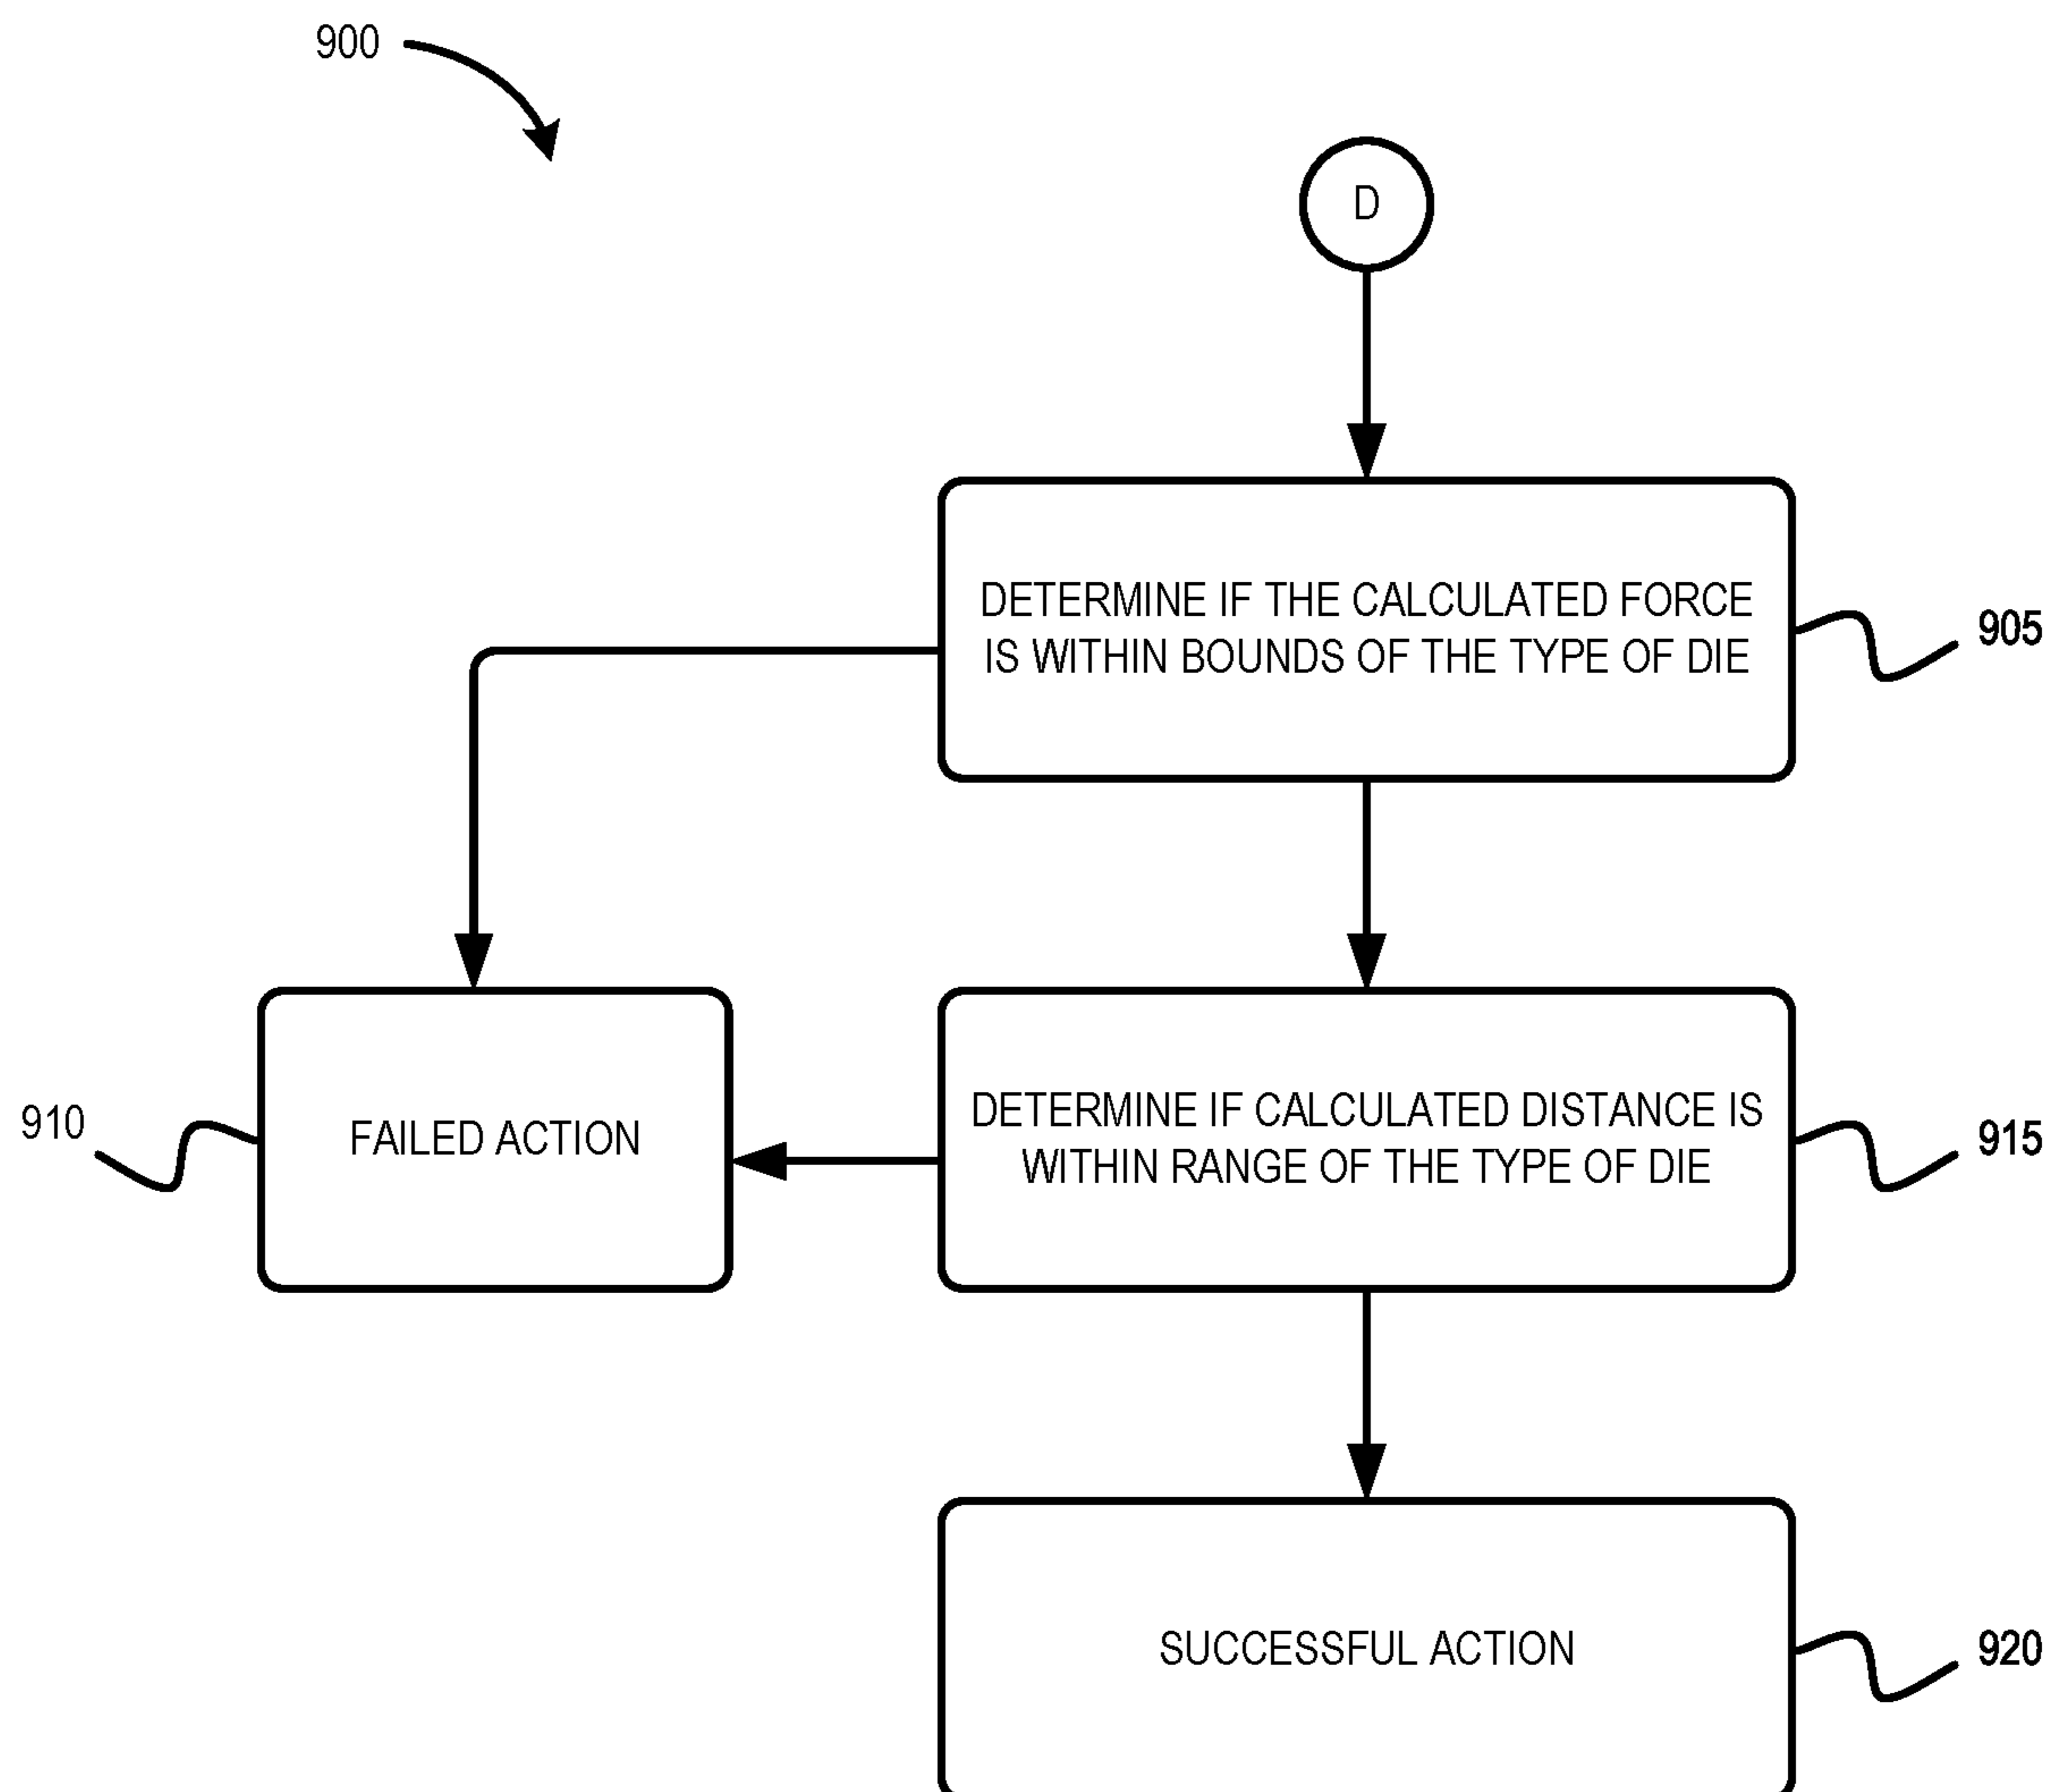 900
D
DETERMINE IF THE CALCULATED FORCE
IS WITHIN BOUNDS OF THE TYPE OF DIE
905
910
FAILED ACTION
DETERMINE IF CALCULATED DISTANCE IS
WITHIN RANGE OF THE TYPE OF DIE
915
SUCCESSFUL ACTION
920